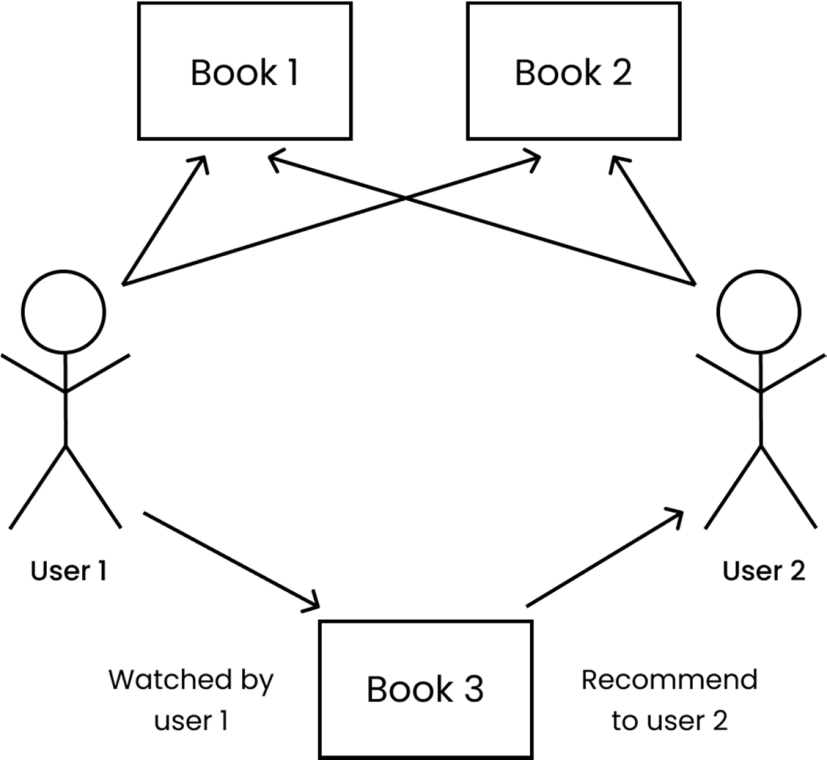 Book 1
Book 2
User 1
User 2
Watched by
user 1
Book 3
Recommend
to user 2